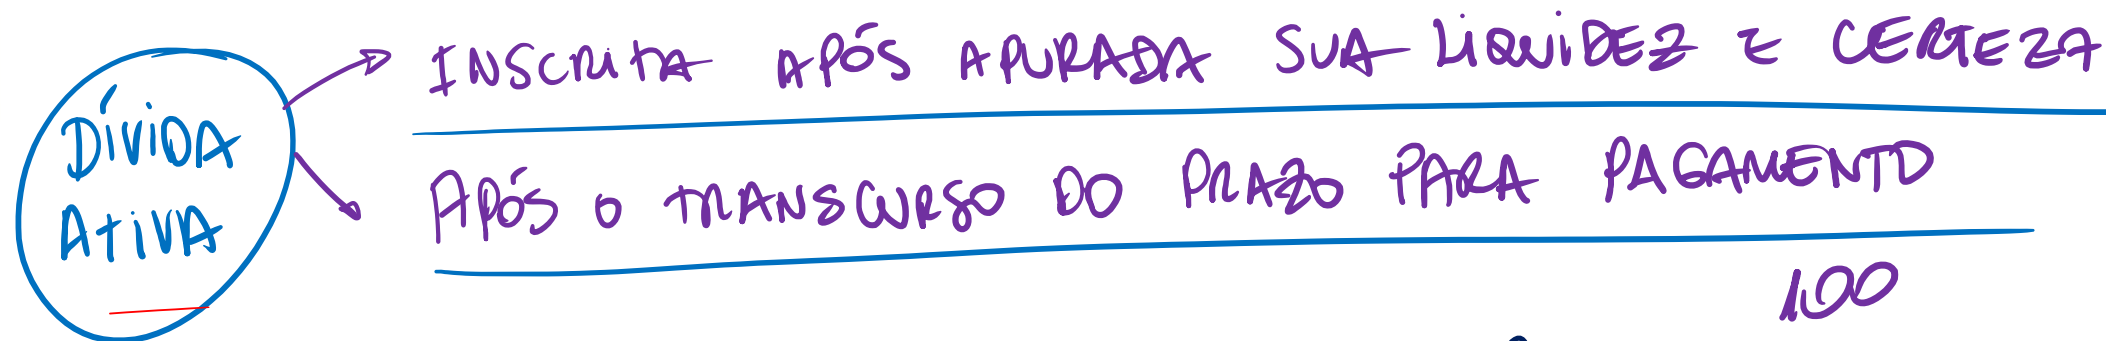 DÍVIDA
ATIVA
INSCRITA APÓS APURADA SUA LIQUIDEZ E CERTEZA
APÓS O TRANSCURSO DO PRAZO PARA PAGAMENTO
100